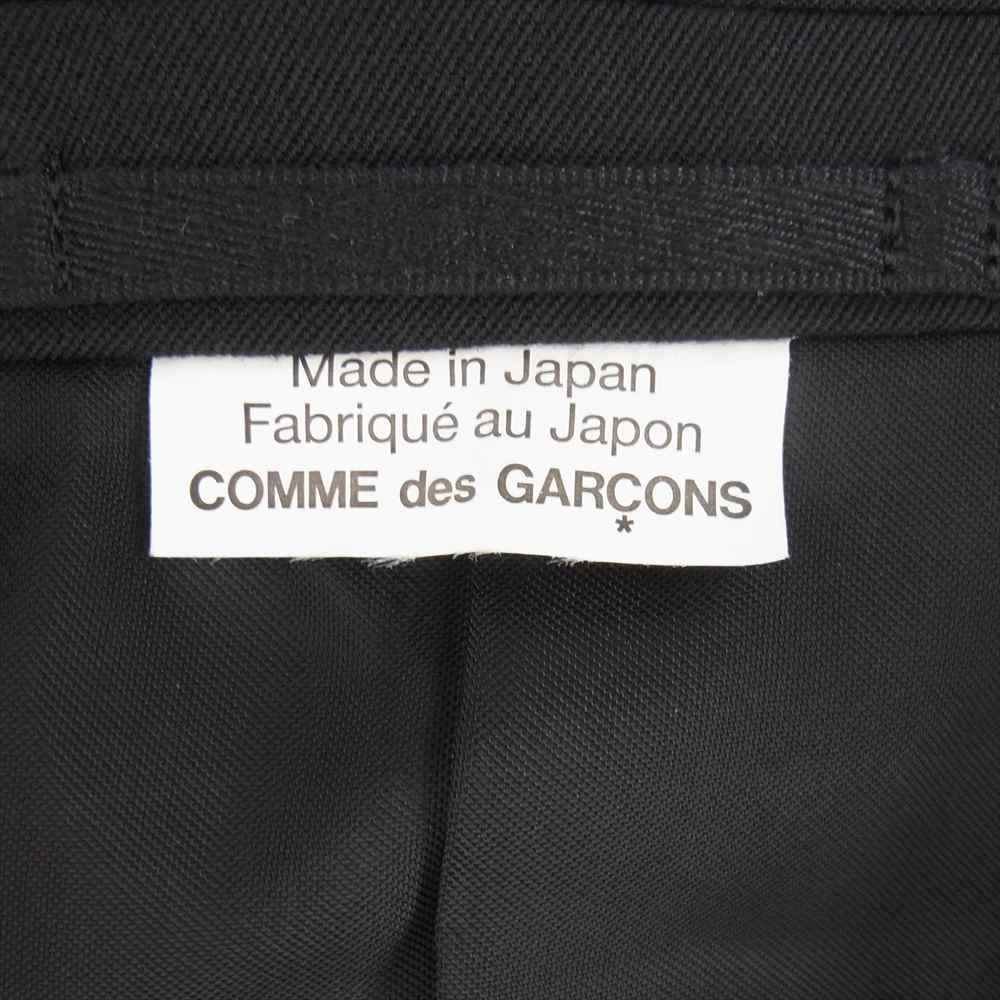 Made in Japan
Fabriqué au Japon
COMME des GARÇONS
*